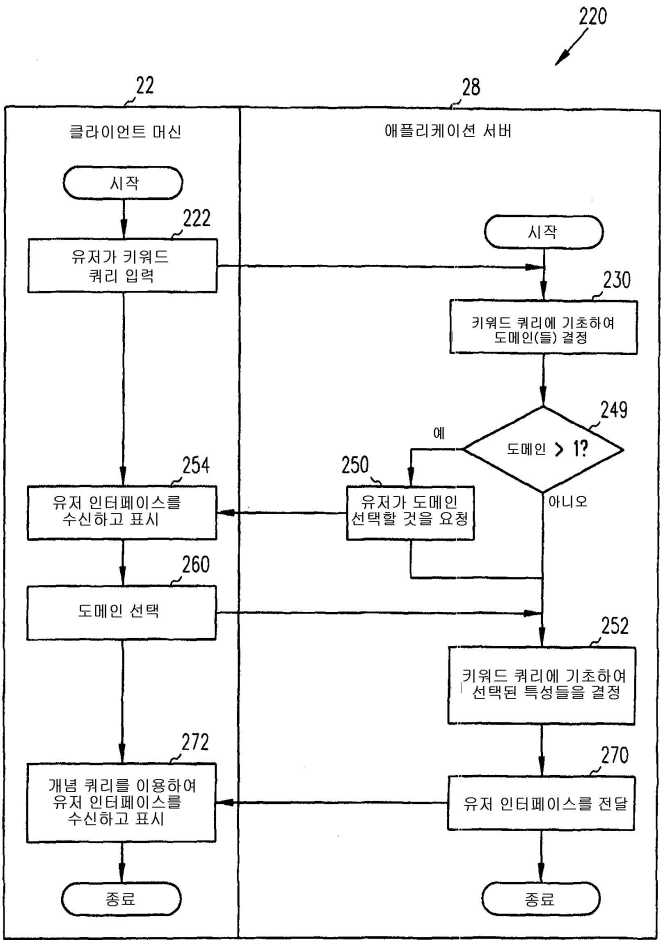 220
22
28
클라이언트 머신
애플리케이션 서버
시작
222
유저가 키워드
쿼리 입력
시작
230
키워드 쿼리에 기초하여
도메인(들) 결정
249
도메인 > 1?
예
아니오
250
유저가 도메인
선택할 것을 요청
254
유저 인터페이스를
수신하고 표시
260
도메인 선택
252
키워드 쿼리에 기초하여
선택된 특성들을 결정
272
개념 쿼리를 이용하여
유저 인터페이스를
수신하고 표시
270
유저 인터페이스를 전달
종료
종료